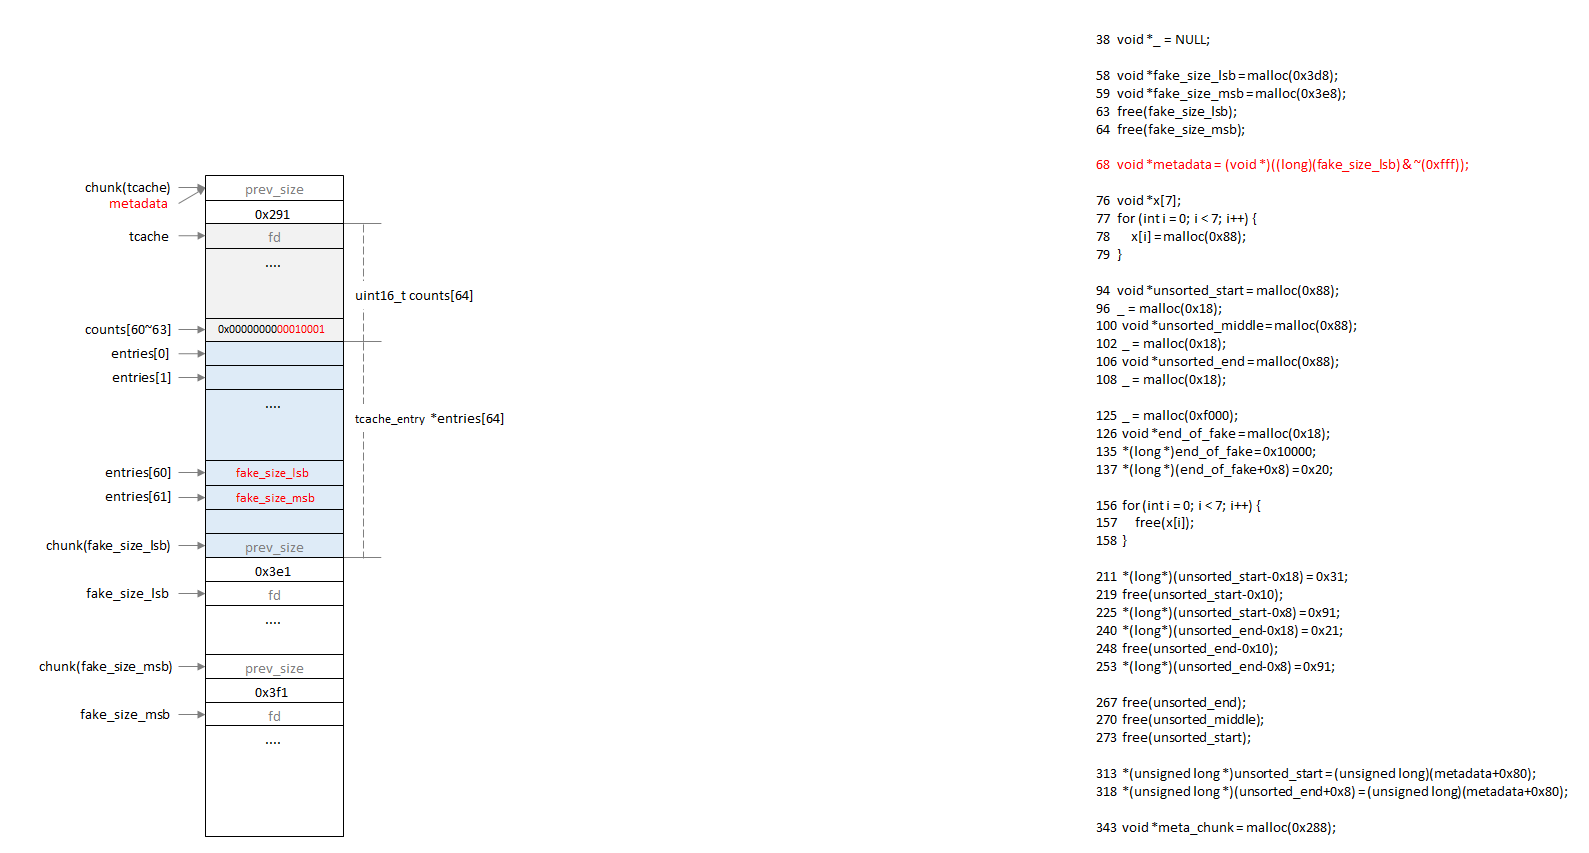 chunk(tcache)
metadata
prev_size
0x291
tcache
fd
....
uint16_t counts[64]
counts[60~63]
0x0000000000010001
entries[0]
entries[1]
....
tcache_entry *entries[64]
entries[60]
fake_size_lsb
entries[61]
fake_size_msb
chunk(fake_size_lsb)
prev_size
0x3e1
fake_size_lsb
fd
....
chunk(fake_size_msb)
prev_size
0x3f1
fake_size_msb
fd
....
38 void *_ = NULL;
58 void *fake_size_lsb = malloc(0x3d8);
59 void *fake_size_msb = malloc(0x3e8);
63 free(fake_size_lsb);
64 free(fake_size_msb);
68 void *metadata = (void *)((long)(fake_size_lsb) & ~(0xfff));
76 void *x[7];
77 for (int i = 0; i < 7; i++) {
78 x[i] = malloc(0x88);
79 }
94 void *unsorted_start = malloc(0x88);
96 _ = malloc(0x18);
100 void *unsorted_middle = malloc(0x88);
102 _ = malloc(0x18);
106 void *unsorted_end = malloc(0x88);
108 _ = malloc(0x18);
125 _ = malloc(0xf000);
126 void *end_of_fake = malloc(0x18);
135 *(long *)end_of_fake = 0x10000;
137 *(long *)(end_of_fake+0x8) = 0x20;
156 for (int i = 0; i < 7; i++) {
157 free(x[i]);
158 }
211 *(long*)(unsorted_start-0x18) = 0x31;
219 free(unsorted_start-0x10);
225 *(long*)(unsorted_start-0x8) = 0x91;
240 *(long*)(unsorted_end-0x18) = 0x21;
248 free(unsorted_end-0x10);
253 *(long*)(unsorted_end-0x8) = 0x91;
267 free(unsorted_end);
270 free(unsorted_middle);
273 free(unsorted_start);
313 *(unsigned long *)unsorted_start = (unsigned long)(metadata+0x80);
318 *(unsigned long *)(unsorted_end+0x8) = (unsigned long)(metadata+0x80);
343 void *meta_chunk = malloc(0x288);